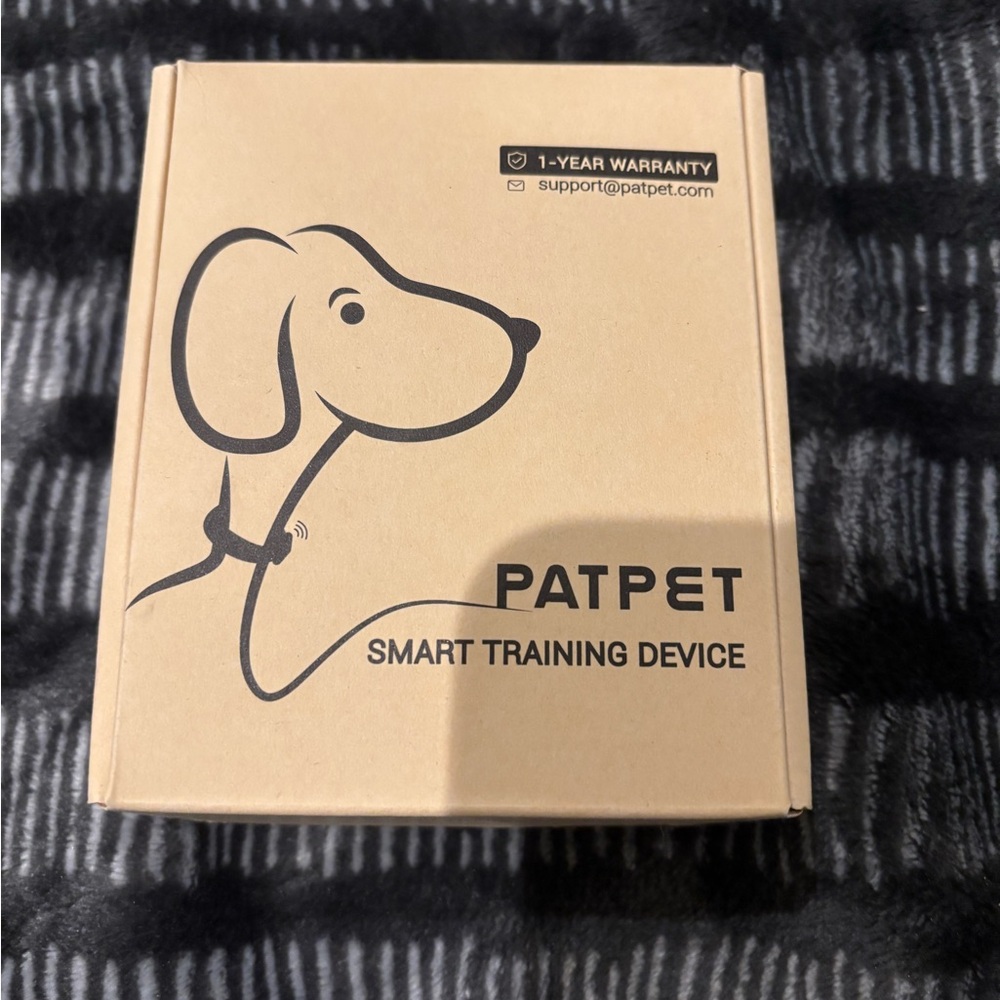 1-YEAR WARRANTY
support@patpet.com
PATPET
SMART TRAINING DEVICE